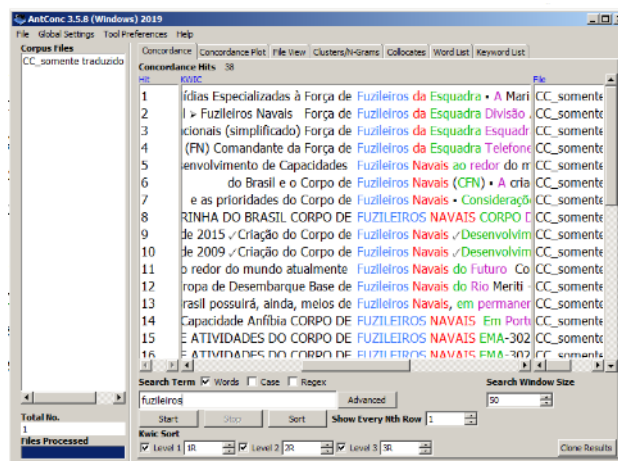 AntConc 3.5.8 (Windows) 2019
File Global Settings Tool Preferences Help
Corpus Files
CC_somente traduzido
Concordance Concordance Plot File View Clusters/N-Grams Collocates Word List Keyword List
Concordance Hits 38
Hit KWIC File
1 ídias Especializadas à Força de Fuzileiros da Esquadra • A Mari CC_somente
2 l > Fuzileiros Navais Força de Fuzileiros da Esquadra Divisão CC_somente
3 cionais (simplificado) Força de Fuzileiros da Esquadra Esquadr CC_somente
4 (FN) Comandante da Força de Fuzileiros da Esquadra Telefone CC_somente
5 envolvimento de Capacidades Fuzileiros Navais ao redor do m CC_somente
6 do Brasil e o Corpo de Fuzileiros Navais (CFN) • A cria CC_somente
7 e as prioridades do Corpo de Fuzileiros Navais • Consideraçõ CC_somente
8 RINHA DO BRASIL CORPO DE FUZILEIROS NAVAIS CORPO D CC_somente
9 de 2015 ✓Criação do Corpo de Fuzileiros Navais ✓Desenvolvim CC_somente
10 de 2009 ✓Criação do Corpo de Fuzileiros Navais ✓Desenvolvim CC_somente
11 o redor do mundo atualmente Fuzileiros Navais do Futuro Co CC_somente
12 ropa de Desembarque Base de Fuzileiros Navais do Rio Meriti - CC_somente
13 rasil possuirá, ainda, meios de Fuzileiros Navais, em permaner CC_somente
14 Capacidade Anfíbia CORPO DE FUZILEIROS NAVAIS Em Portu CC_somente
15 E ATIVIDADES DO CORPO DE FUZILEIROS NAVAIS EMA-302 CC_somente
16 E ATIVIDADES DO CORPO DE FUZILEIROS NAVAIS EMA-302 CC_somente
Search Term Words Case Regex Search Window Size
fuzileiros Advanced 50
Start Stop Sort Show Every Nth Row 1
Kwic Sort
Level 1 1R Level 2 2R Level 3 3R Clone Results
Total No.
1
Files Processed